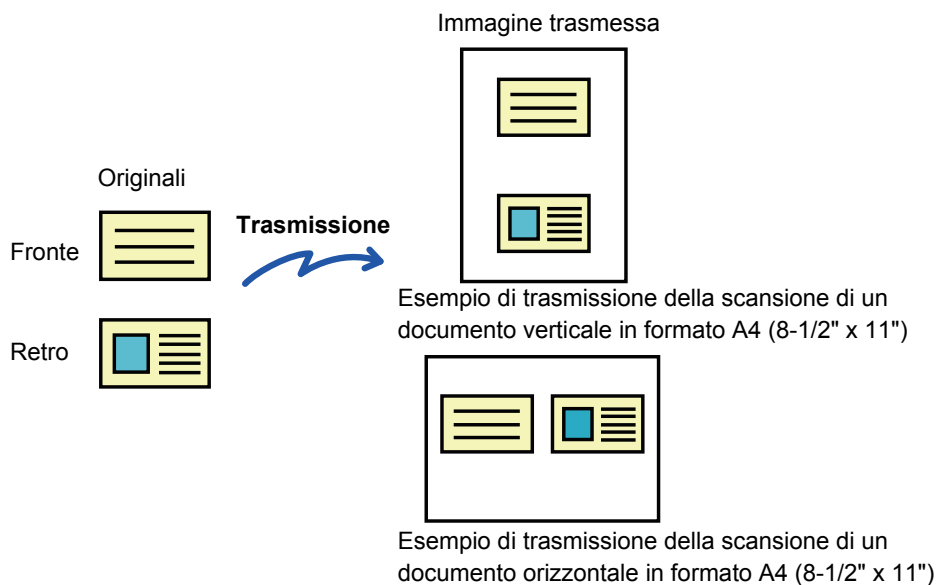 Immagine trasmessa
Originali
Fronte
Trasmissione
Retro
Esempio di trasmissione della scansione di un
documento verticale in formato A4 (8-1/2" x 11")
Esempio di trasmissione della scansione di un
documento orizzontale in formato A4 (8-1/2" x 11")